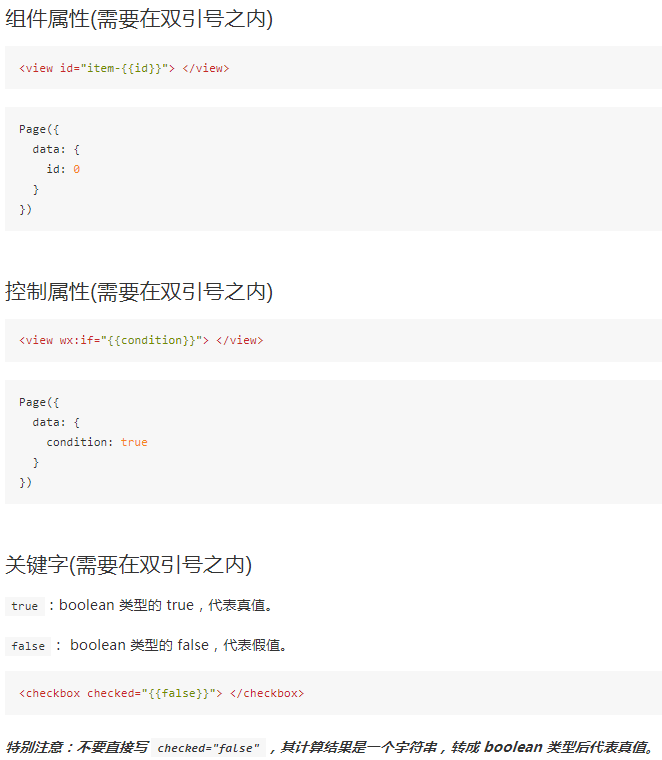 组件属性(需要在双引号之内)
<view id="item-{{id}}"> </view>
Page({
  data: {
    id: 0
  }
})
控制属性(需要在双引号之内)
<view wx:if="{{condition}}"> </view>
Page({
  data: {
    condition: true
  }
})
关键字(需要在双引号之内)
true：boolean 类型的 true，代表真值。
false： boolean 类型的 false，代表假值。
<checkbox checked="{{false}}"> </checkbox>
特别注意：不要直接写 checked="false"，其计算结果是一个字符串，转成 boolean 类型后代表真值。